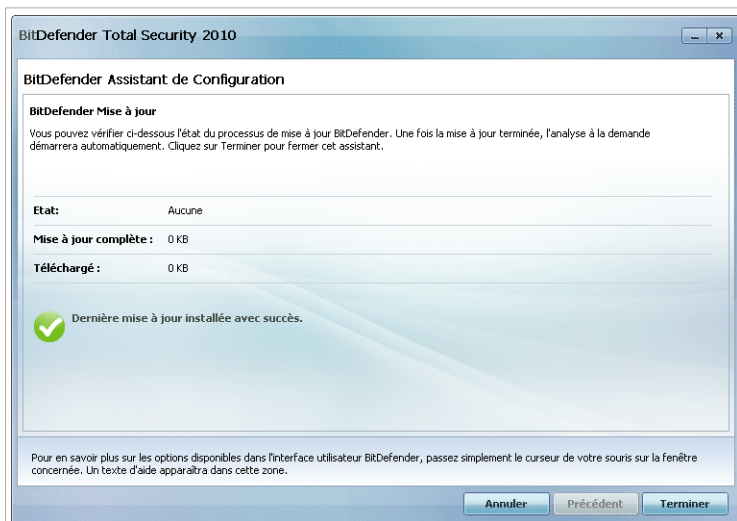 BitDefender Total Security 2010
BitDefender Assistant de Configuration
BitDefender Mise à jour
Vous pouvez vérifier ci-dessous l'état du processus de mise à jour BitDefender. Une fois la mise à jour terminée, l'analyse à la demande
démarrera automatiquement. Cliquez sur Terminer pour fermer cet assistant.
Etat: Aucune
Mise à jour complète : 0 KB
Téléchargé : 0 KB
Dernière mise à jour installée avec succès.
Pour en savoir plus sur les options disponibles dans l'interface utilisateur BitDefender, passez simplement le curseur de votre souris sur la fenêtre
concernée. Un texte d'aide apparaîtra dans cette zone.
Annuler Précédent Terminer